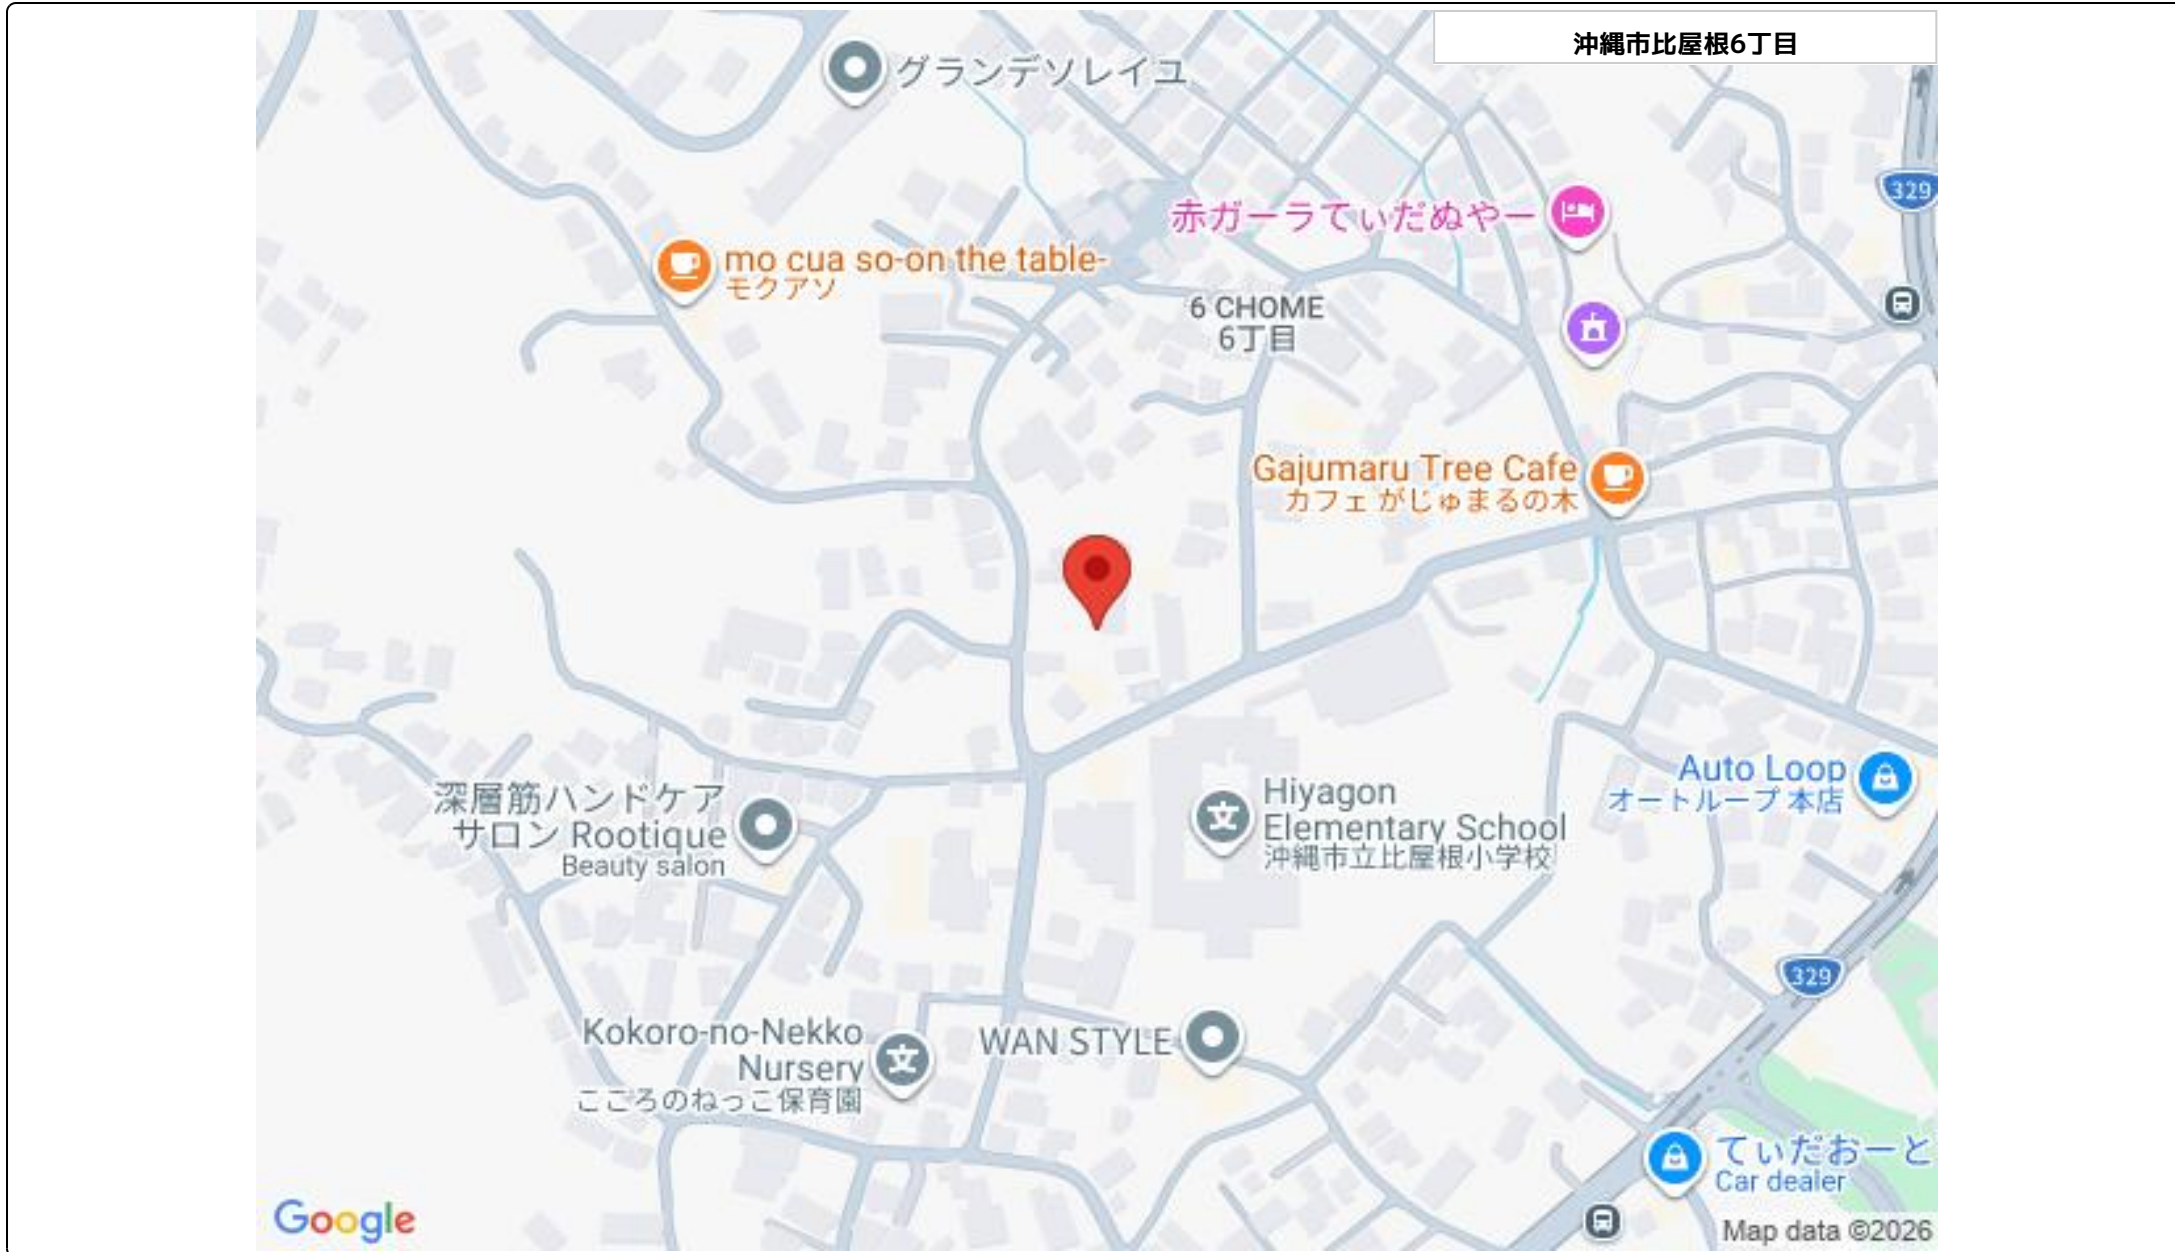 沖縄市比屋根6丁目
グランデソレイユ
329
赤ガーラてぃだぬやー
mo cua so-on the table-
モクアソ
6 CHOME
6丁目
Gajumaru Tree Cafe
カフェ がじゅまるの木
Auto Loop
オートループ 本店
深層筋ハンドケア
サロン Rootique
Beauty salon
Hiyagon
Elementary School
沖縄市立比屋根小学校
329
Kokoro-no-Nekko
Nursery
こころのねっこ保育園
WAN STYLE
てぃだおーと
Car dealer
Google
Map data ©2026